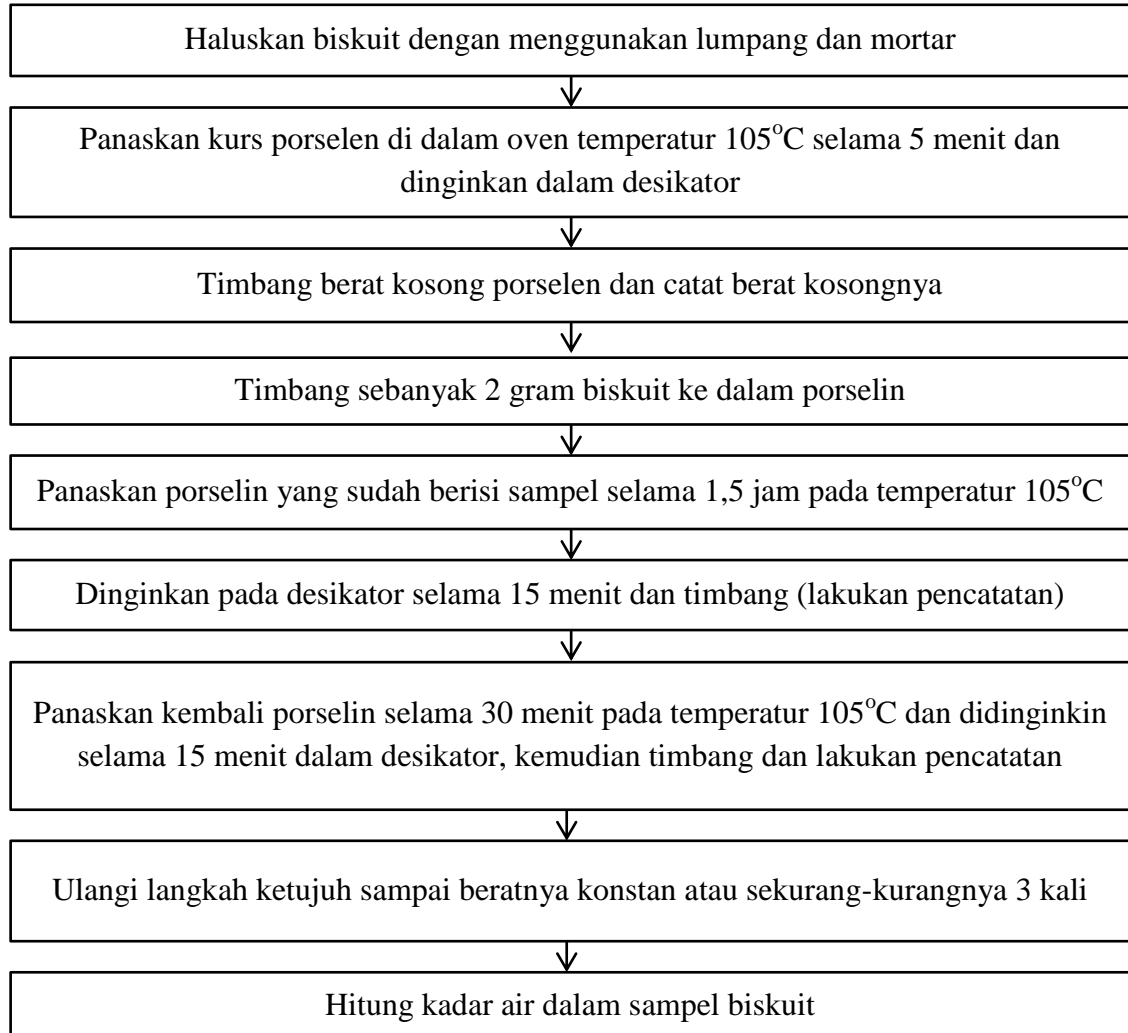 Haluskan biskuit dengan menggunakan lumpang dan mortar
Panaskan kurs porselen di dalam oven temperatur 105°C selama 5 menit dan
dinginkan dalam desikator
Timbang berat kosong porselen dan catat berat kosongnya
Timbang sebanyak 2 gram biskuit ke dalam porselin
Panaskan porselin yang sudah berisi sampel selama 1,5 jam pada temperatur 105°C
Dinginkan pada desikator selama 15 menit dan timbang (lakukan pencatatan)
Panaskan kembali porselin selama 30 menit pada temperatur 105°C dan didinginkin
selama 15 menit dalam desikator, kemudian timbang dan lakukan pencatatan
Ulangi langkah ketujuh sampai beratnya konstan atau sekurang-kurangnya 3 kali
Hitung kadar air dalam sampel biskuit